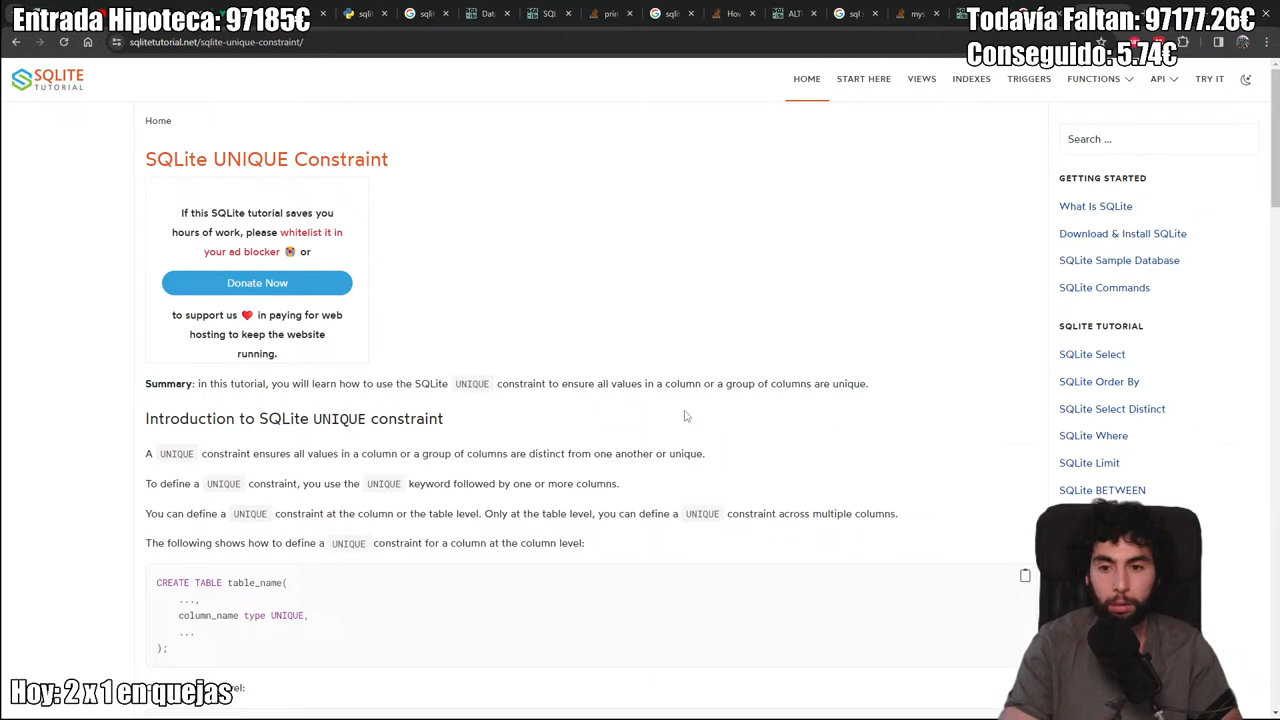 Entrada Hipoteca: 97185€
Todavía Faltan: 97177.26€
Conseguido: 5.74€
sqlitetutorial.net/sqlite-unique-constraint/
SQLITE
TUTORIAL
HOME
START HERE
VIEWS
INDEXES
TRIGGERS
FUNCTIONS
API
TRY IT
Home
SQLite UNIQUE Constraint
If this SQLite tutorial saves you
hours of work, please whitelist it in
your ad blocker or
Donate Now
to support us ❤️ in paying for web
hosting to keep the website
running.
Summary: in this tutorial, you will learn how to use the SQLite UNIQUE constraint to ensure all values in a column or a group of columns are unique.
Introduction to SQLite UNIQUE constraint
A UNIQUE constraint ensures all values in a column or a group of columns are distinct from one another or unique.
To define a UNIQUE constraint, you use the UNIQUE keyword followed by one or more columns.
You can define a UNIQUE constraint at the column or the table level. Only at the table level, you can define a UNIQUE constraint across multiple columns.
The following shows how to define a UNIQUE constraint for a column at the column level:
CREATE TABLE table_name(
...,
column_name type UNIQUE,
...
);
Search ...
GETTING STARTED
What Is SQLite
Download & Install SQLite
SQLite Sample Database
SQLite Commands
SQLITE TUTORIAL
SQLite Select
SQLite Order By
SQLite Select Distinct
SQLite Where
SQLite Limit
SQLite BETWEEN
Hoy: 2 x 1 en quejas